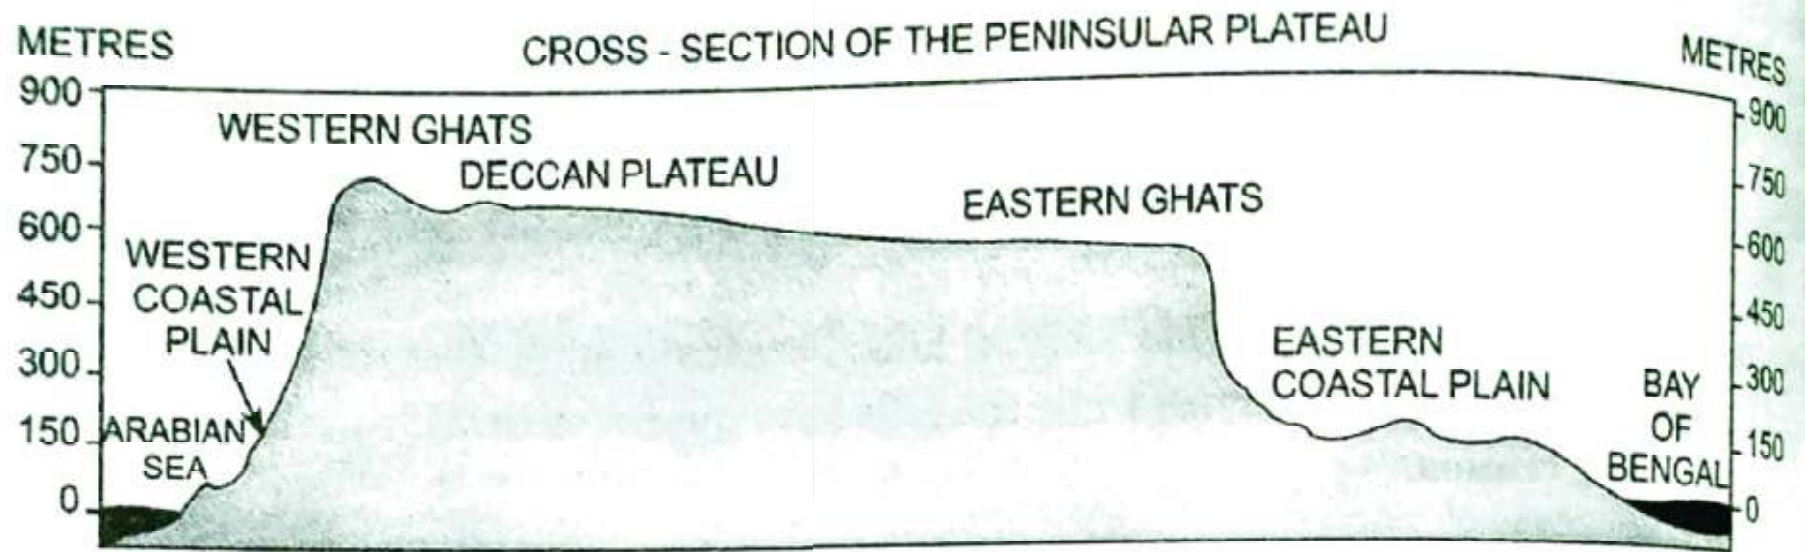 METRES
CROSS - SECTION OF THE PENINSULAR PLATEAU
METRES
900
750
600
450
300
150
0
WESTERN GHATS
DECCAN PLATEAU
EASTERN GHATS
WESTERN
COASTAL
PLAIN
ARABIAN
SEA
EASTERN
COASTAL PLAIN
BAY
OF
BENGAL
900
750
600
450
300
150
0